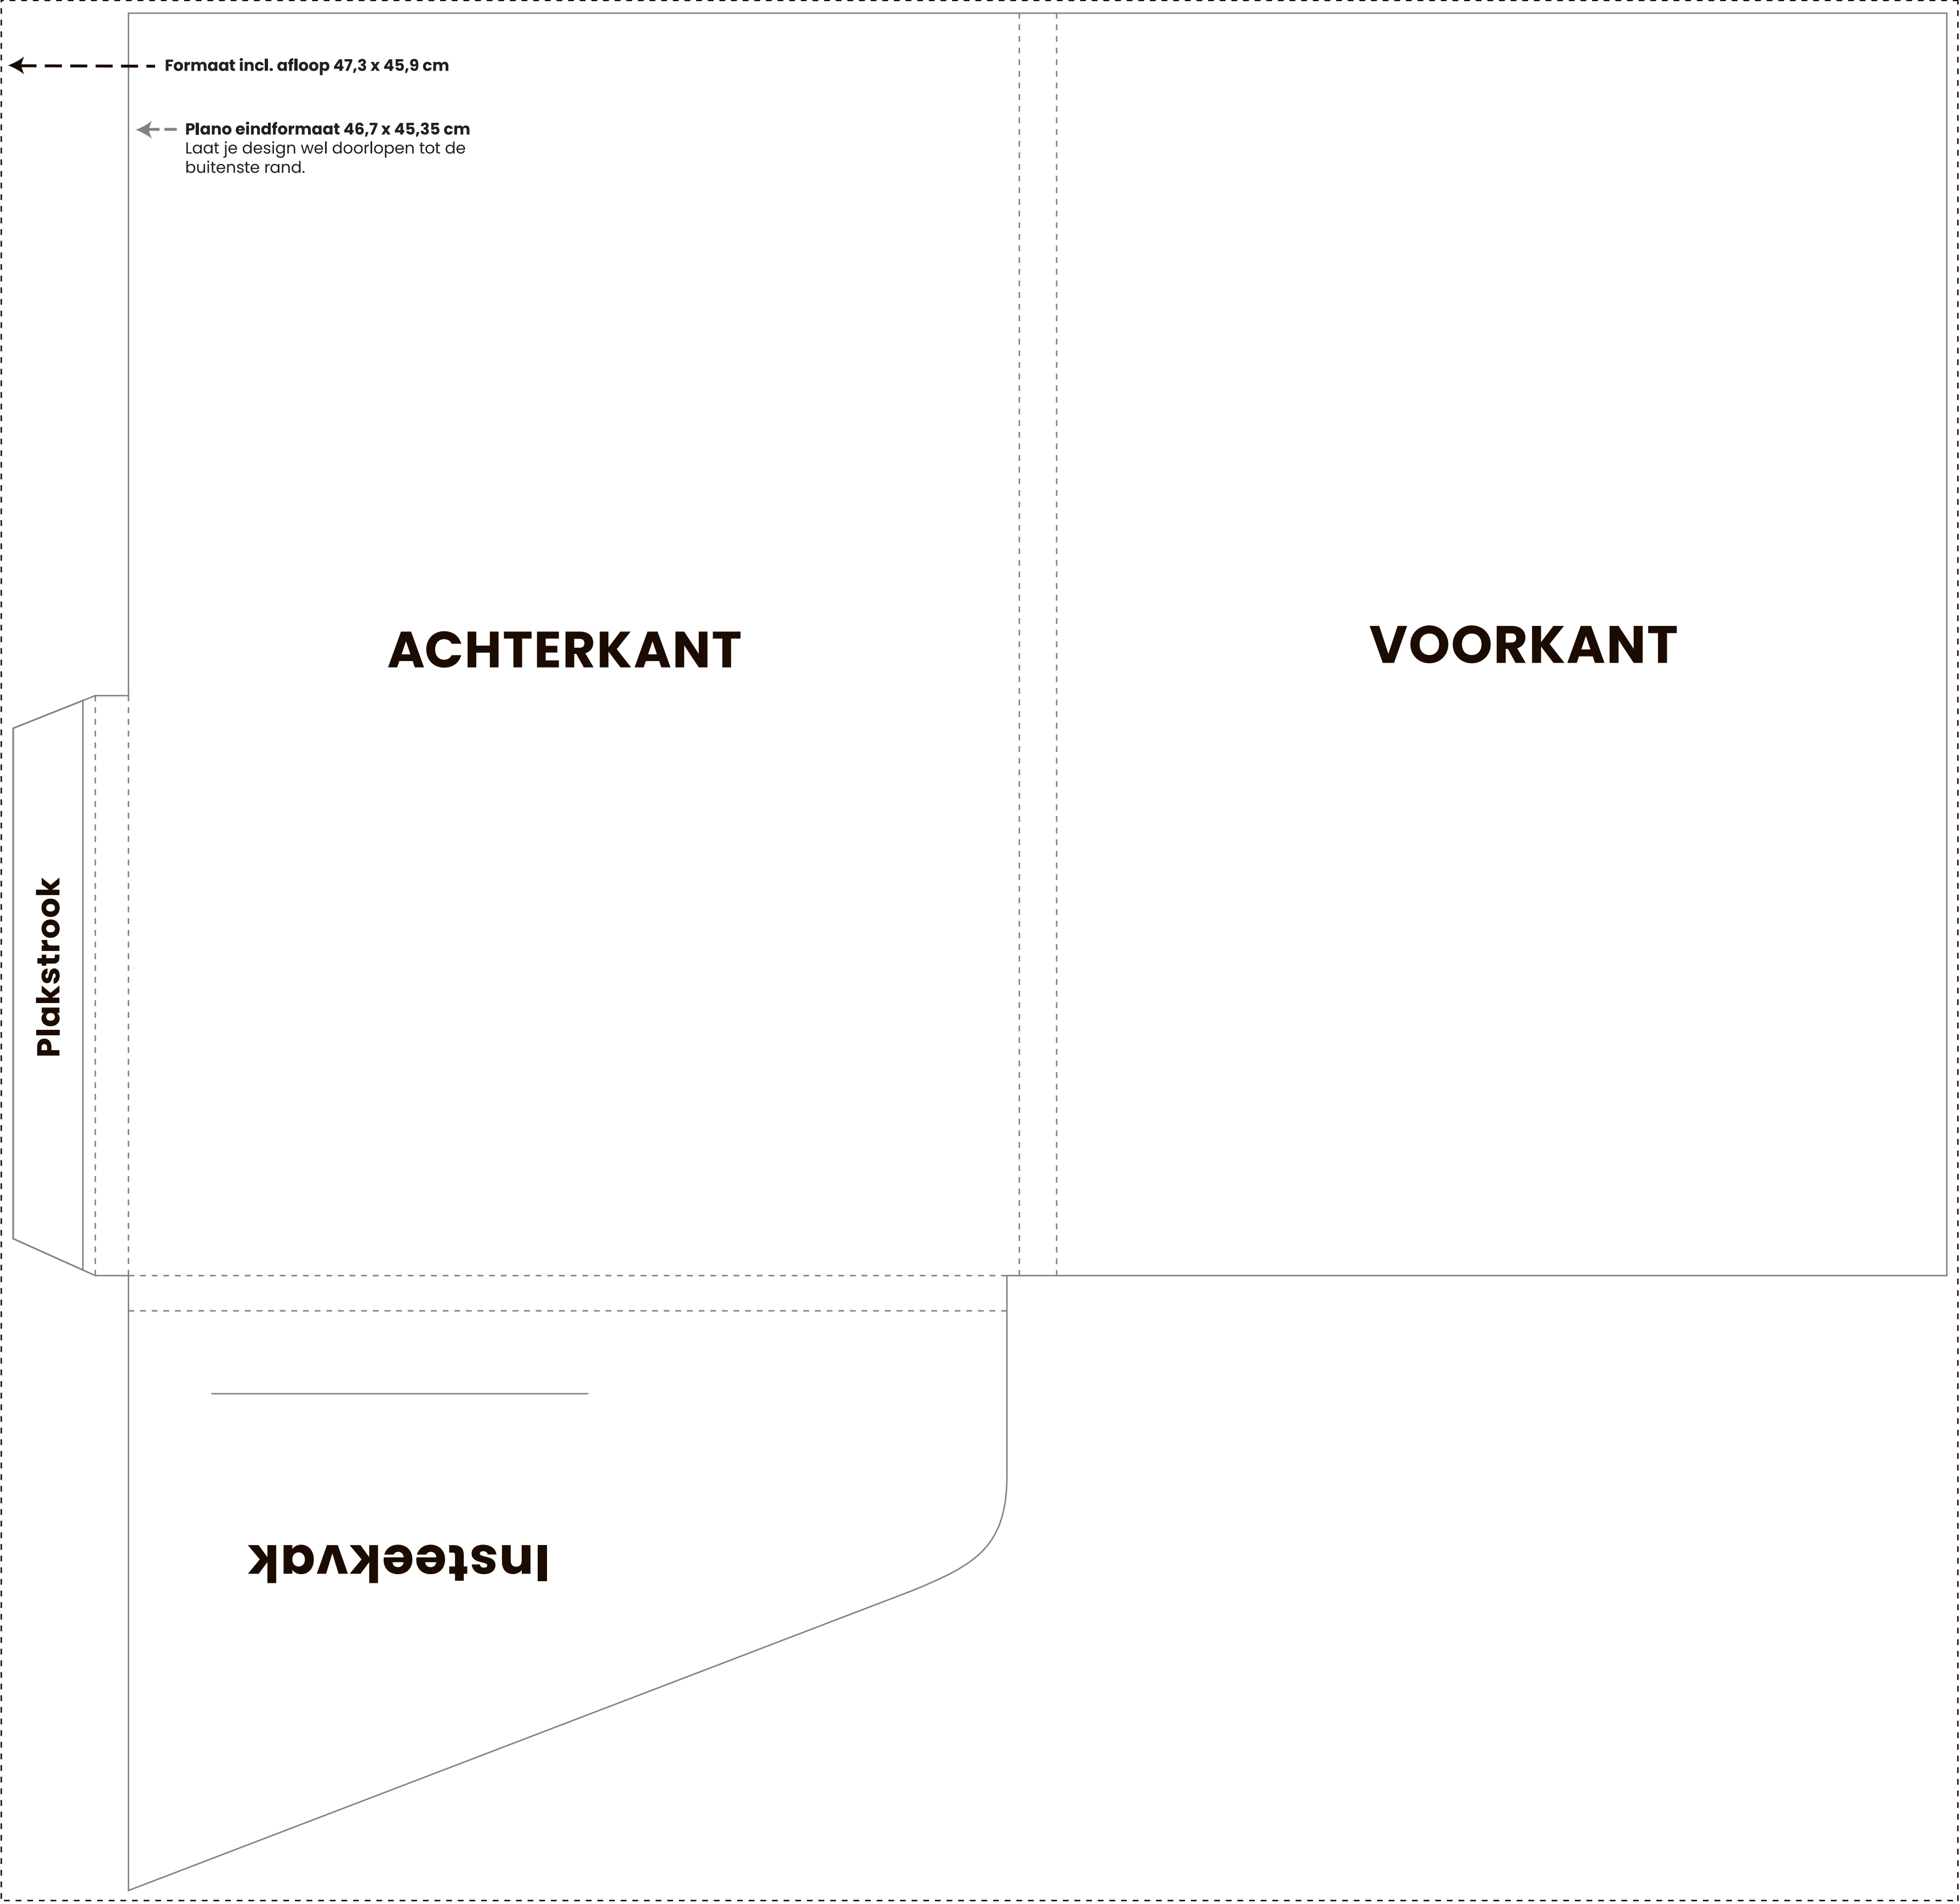 Formaat incl. afloop 47,3 x 45,9 cm
Plano eindformaat 46,7 x 45,35 cm
Laat je design wel doorlopen tot de
buitenste rand.
ACHTERKANT
VOORKANT
Plakstrook
Insteekvak